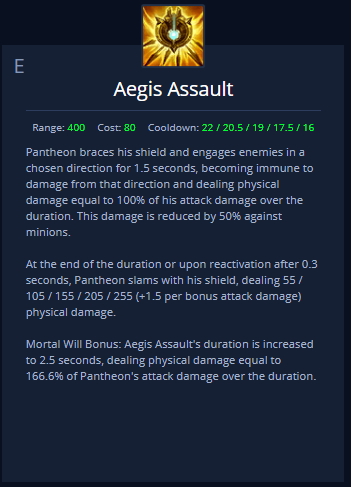 E
Aegis Assault
Range: 400 Cost: 80 Cooldown: 22 / 20.5 / 19 / 17.5 / 16
Pantheon braces his shield and engages enemies in a
chosen direction for 1.5 seconds, becoming immune to
damage from that direction and dealing physical
damage equal to 100% of his attack damage over the
duration. This damage is reduced by 50% against
minions.
At the end of the duration or upon reactivation after 0.3
seconds, Pantheon slams with his shield, dealing 55 /
105 / 155 / 205 / 255 (+1.5 per bonus attack damage)
physical damage.
Mortal Will Bonus: Aegis Assault's duration is increased
to 2.5 seconds, dealing physical damage equal to
166.6% of Pantheon's attack damage over the duration.